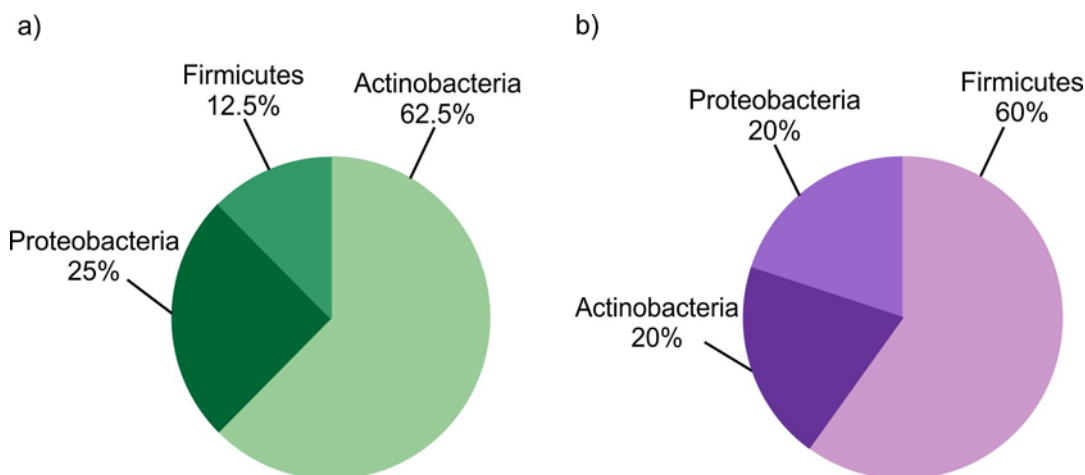 a)
Firmicutes
12.5%
Actinobacteria
62.5%
Proteobacteria
25%
b)
Proteobacteria
20%
Firmicutes
60%
Actinobacteria
20%